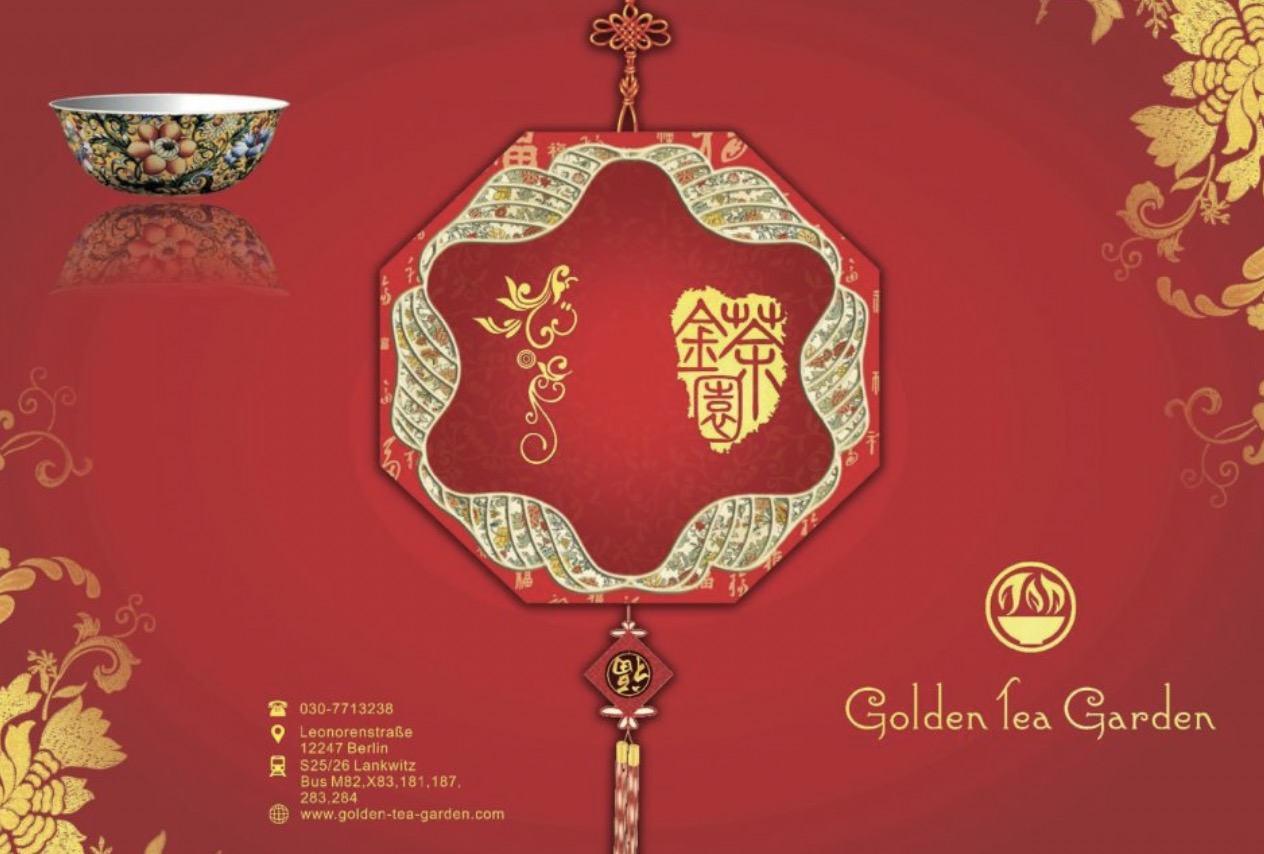 金茶
園
福
030-7713238
Leonorenstraße
12247 Berlin
S25/26 Lankwitz
Bus M82,X83,181,187,
283,284
www.golden-tea-garden.com
Golden Tea Garden